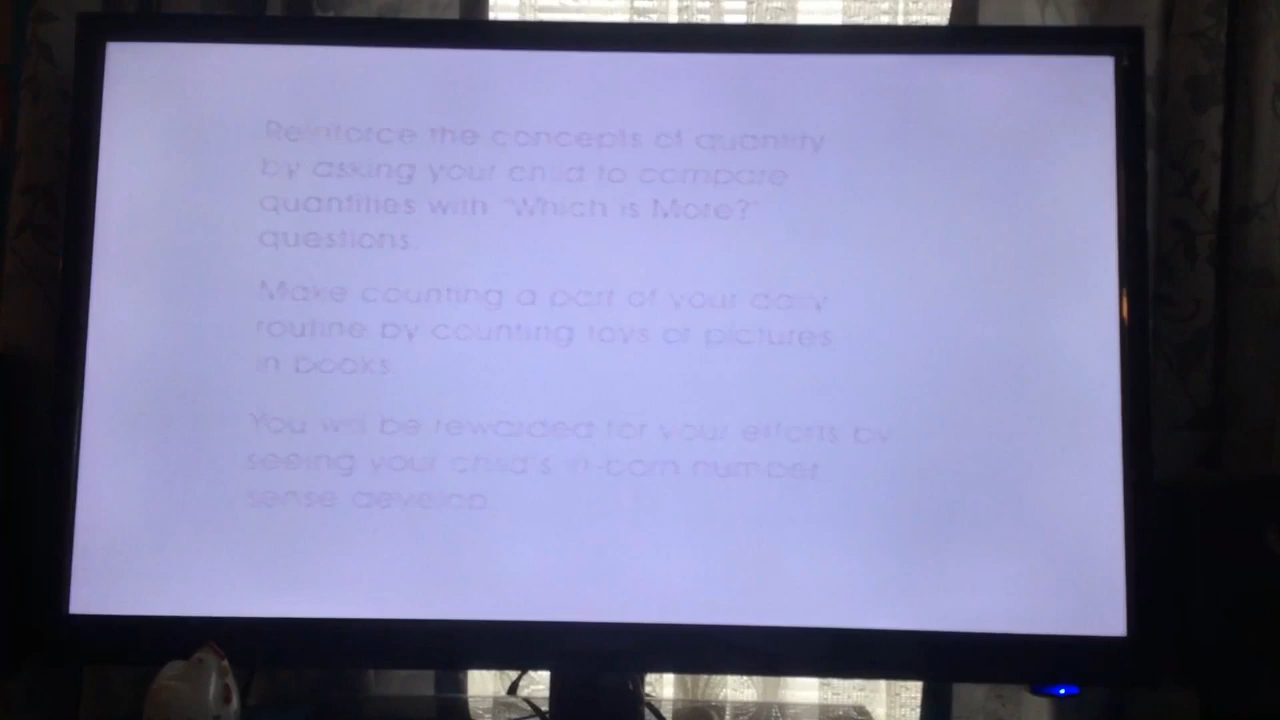 Reinforce the concepts of quantity
by asking your child to compare
quantities with "Which is More?"
questions.
Make counting a part of your daily
routine by counting toys or pictures
in books.
You will be rewarded for your efforts by
seeing your child's in-born number
sense develop.